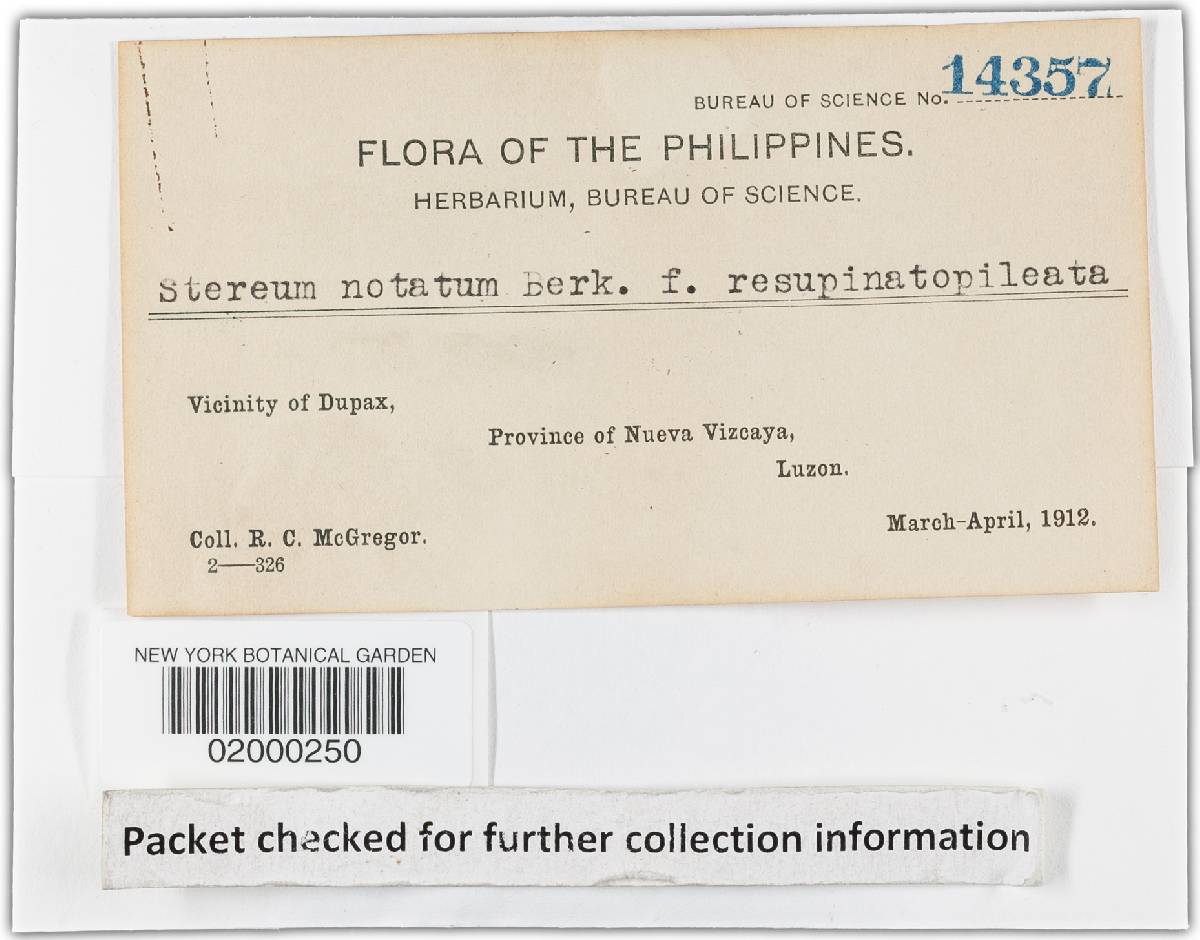 BUREAU OF SCIENCE No. 14357
FLORA OF THE PHILIPPINES.
HERBARIUM, BUREAU OF SCIENCE.
Stereum notatum Berk. f. resupinatopileata
Vicinity of Dupax,
Province of Nueva Vizcaya,
Luzon.
March-April, 1912.
Coll. R. C. McGregor.
2——326
NEW YORK BOTANICAL GARDEN
02000250
Packet checked for further collection information